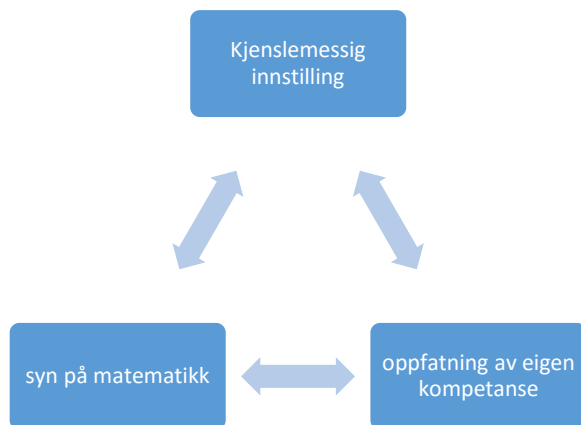 Kjenslemessig
innstilling
syn på matematikk
oppfatning av eigen
kompetanse